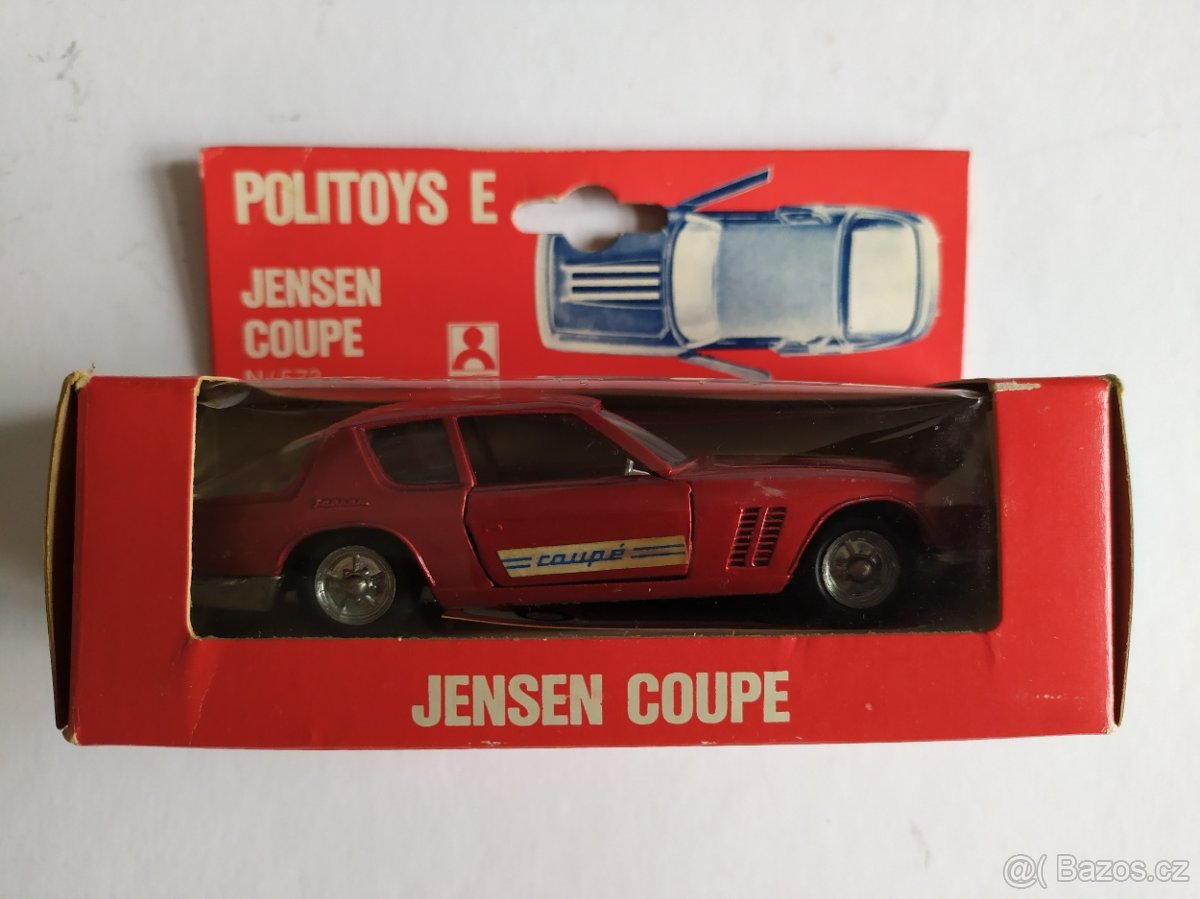 POLITOYS E
JENSEN
COUPE
coupé
JENSEN COUPE
@( Bazos.cz